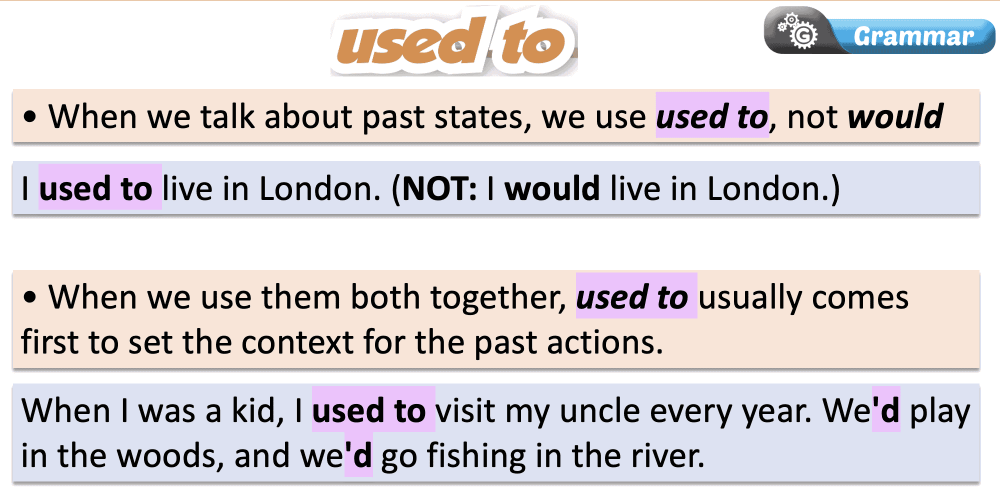 used to
Grammar
• When we talk about past states, we use used to, not would
I used to live in London. (NOT: I would live in London.)
• When we use them both together, used to usually comes
first to set the context for the past actions.
When I was a kid, I used to visit my uncle every year. We'd play
in the woods, and we'd go fishing in the river.